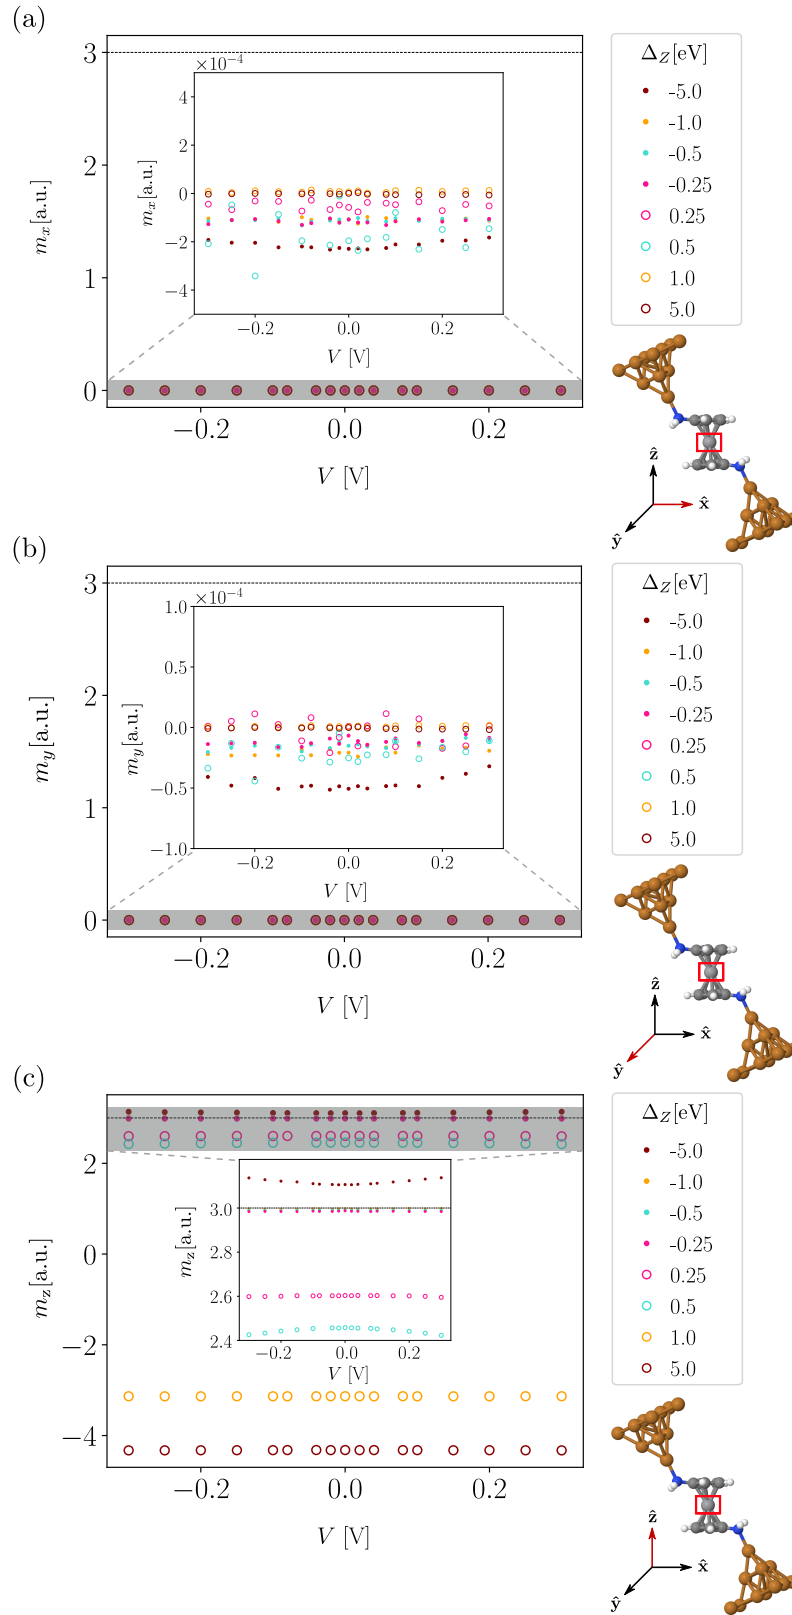 (a)
×10⁻⁴
3
2
1
0
m_x[a.u.]
4
2
0
−2
−4
m_x [a.u.]
−0.2 0.0 0.2
V [V]
−0.2 0.0 0.2
V [V]
Δ_Z[eV]
-5.0
-1.0
-0.5
-0.25
0.25
0.5
1.0
5.0
ẑ
x̂
ŷ
(b)
×10⁻⁴
3
2
1
0
m_y[a.u.]
1.0
0.5
0.0
−0.5
−1.0
m_y[a.u.]
−0.2 0.0 0.2
V [V]
−0.2 0.0 0.2
V [V]
Δ_Z[eV]
-5.0
-1.0
-0.5
-0.25
0.25
0.5
1.0
5.0
ẑ
x̂
ŷ
(c)
2
0
−2
−4
m_z[a.u.]
3.0
2.8
2.6
2.4
m_z[a.u.]
−0.2 0.0 0.2
V [V]
−0.2 0.0 0.2
V [V]
Δ_Z[eV]
-5.0
-1.0
-0.5
-0.25
0.25
0.5
1.0
5.0
ẑ
x̂
ŷ